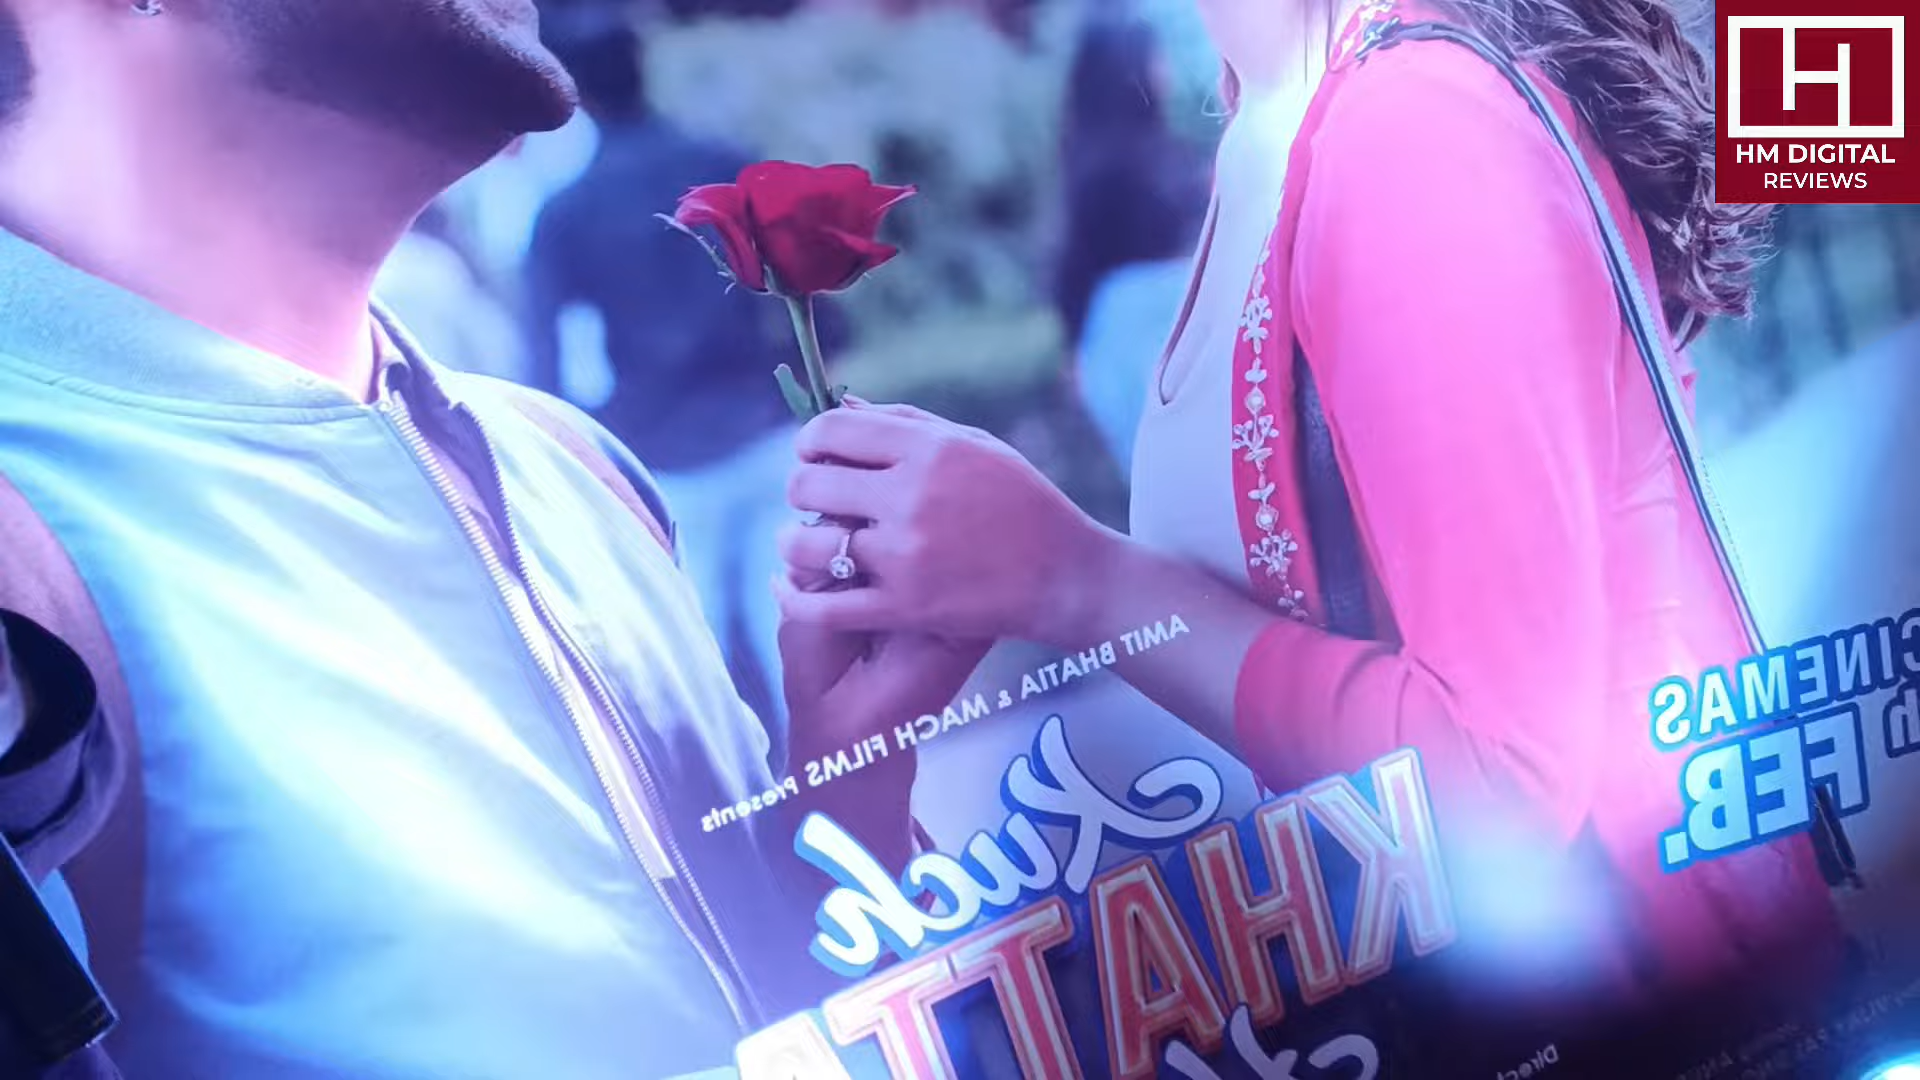 HM DIGITAL
REVIEWS
AMIT BHATIA & MACH FILMS Presents
Kuch
KHATTA
CINEMAS
FEB.